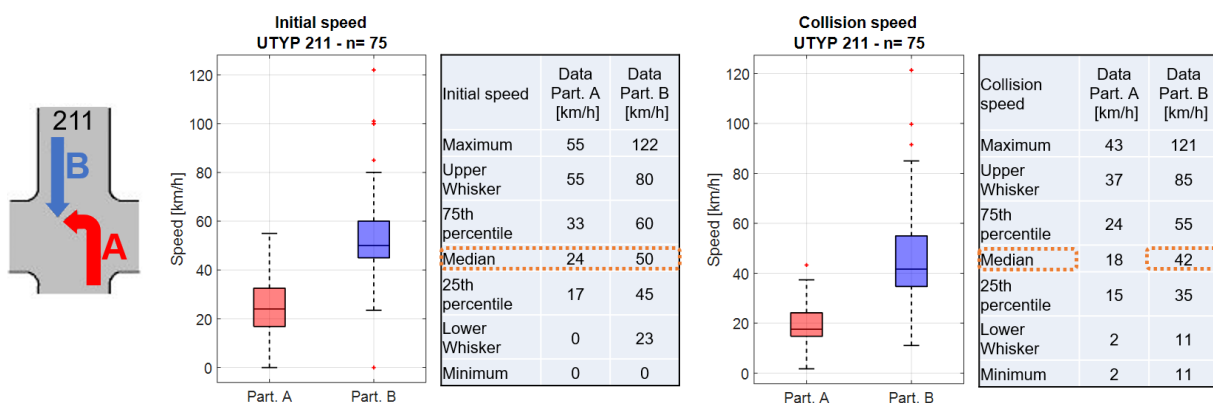 211
B
A
Initial speed
UTYP 211 - n= 75
Speed [km/h]
120
100
80
60
40
20
0
Part. A Part. B
Initial speed Data Part. A [km/h] Data Part. B [km/h]
Maximum 55 122
Upper Whisker 55 80
75th percentile 33 60
Median 24 50
25th percentile 17 45
Lower Whisker 0 23
Minimum 0 0
Collision speed
UTYP 211 - n= 75
Speed [km/h]
120
100
80
60
40
20
0
Part. A Part. B
Collision speed Data Part. A [km/h] Data Part. B [km/h]
Maximum 43 121
Upper Whisker 37 85
75th percentile 24 55
Median 18 42
25th percentile 15 35
Lower Whisker 2 11
Minimum 2 11